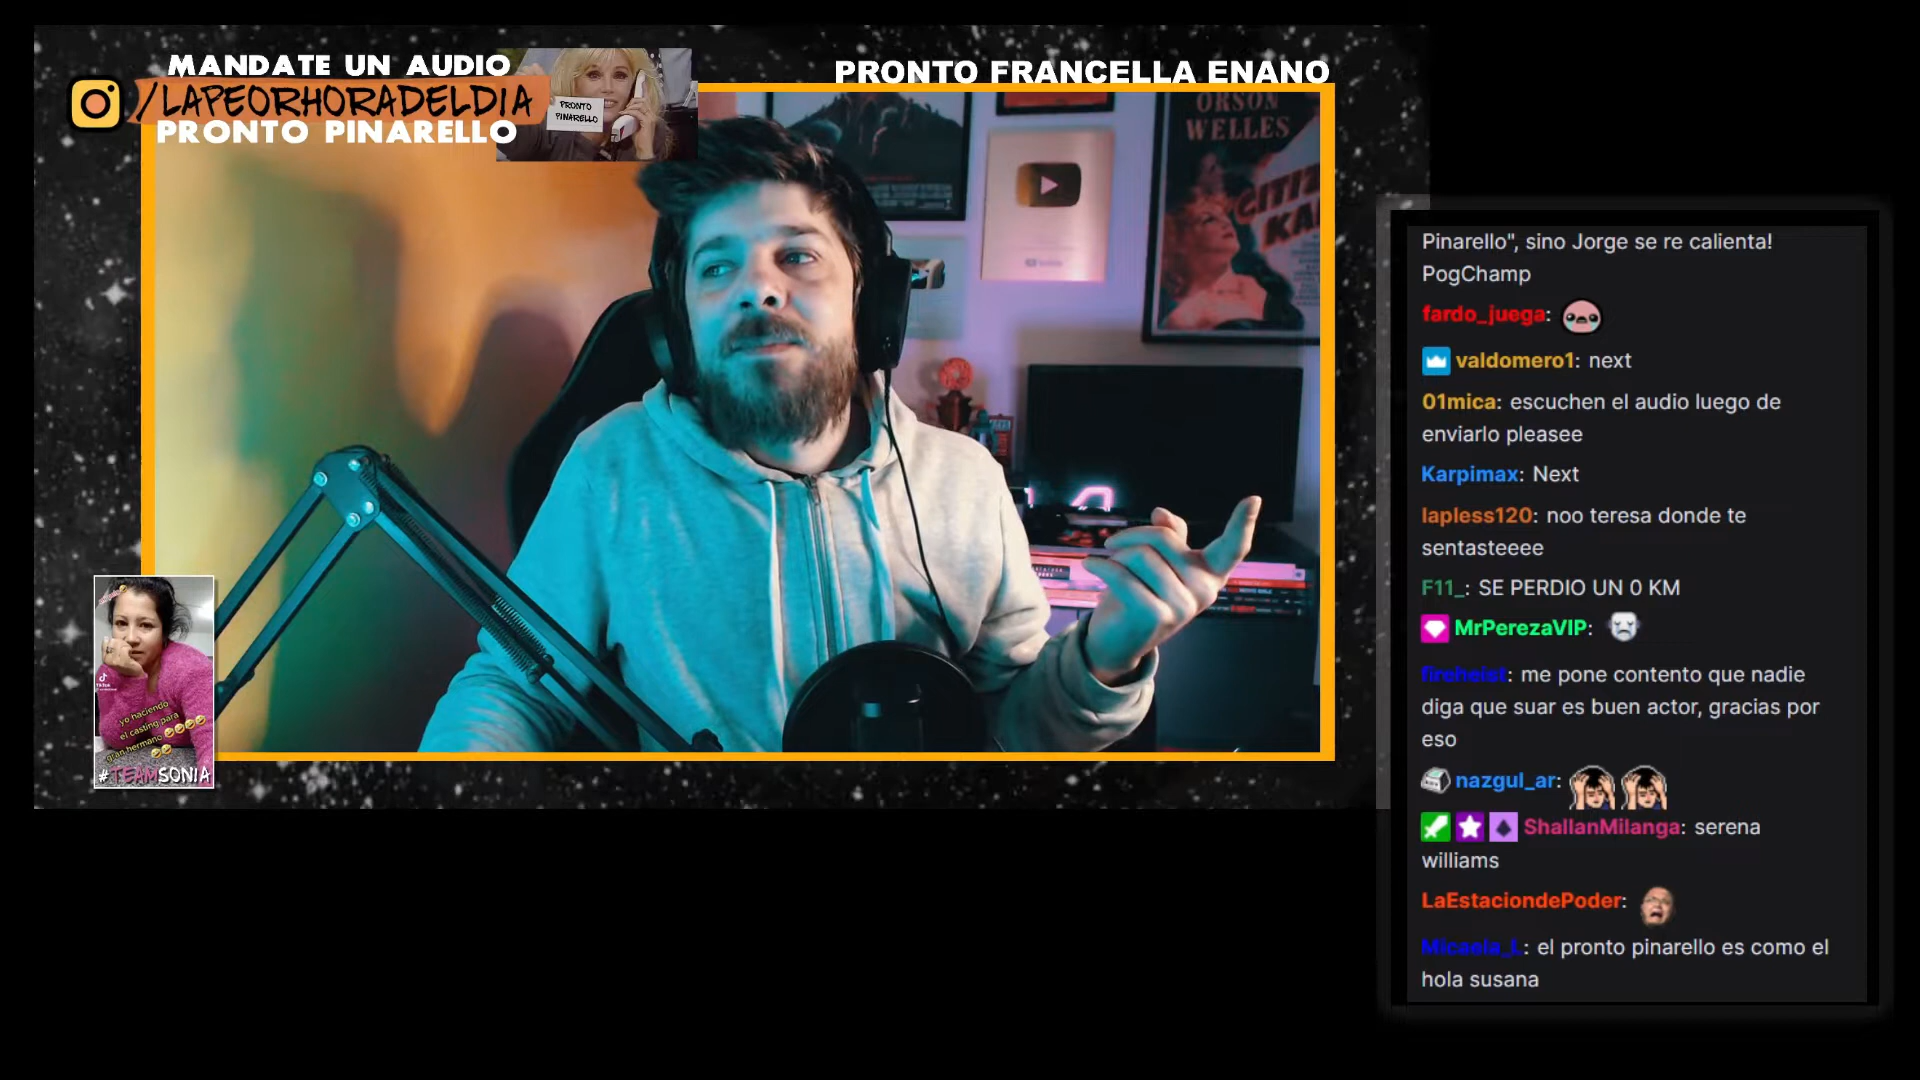 MANDATE UN AUDIO
/LAPEORHORADELDIA
PRONTO PINARELLO
PRONTO
PINARELLO
PRONTO FRANCELLA ENANO
ORSON
WELLES
CITIZ
KA
yo haciendo
el casting para
gran hermano
#TEAMSONIA
Pinarello", sino Jorge se re calienta!
PogChamp
fardo_juega:
valdomero1: next
01mica: escuchen el audio luego de
enviarlo pleasee
Karpimax: Next
lapless120: noo teresa donde te
sentasteeee
F11_: SE PERDIO UN 0 KM
MrPerezaVIP:
fireheist: me pone contento que nadie
diga que suar es buen actor, gracias por
eso
nazgul_ar:
ShallanMilanga: serena
williams
LaEstaciondePoder:
Micaela_L: el pronto pinarello es como el
hola susana